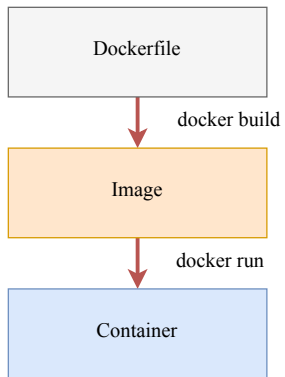 Dockerfile
docker build
Image
docker run
Container